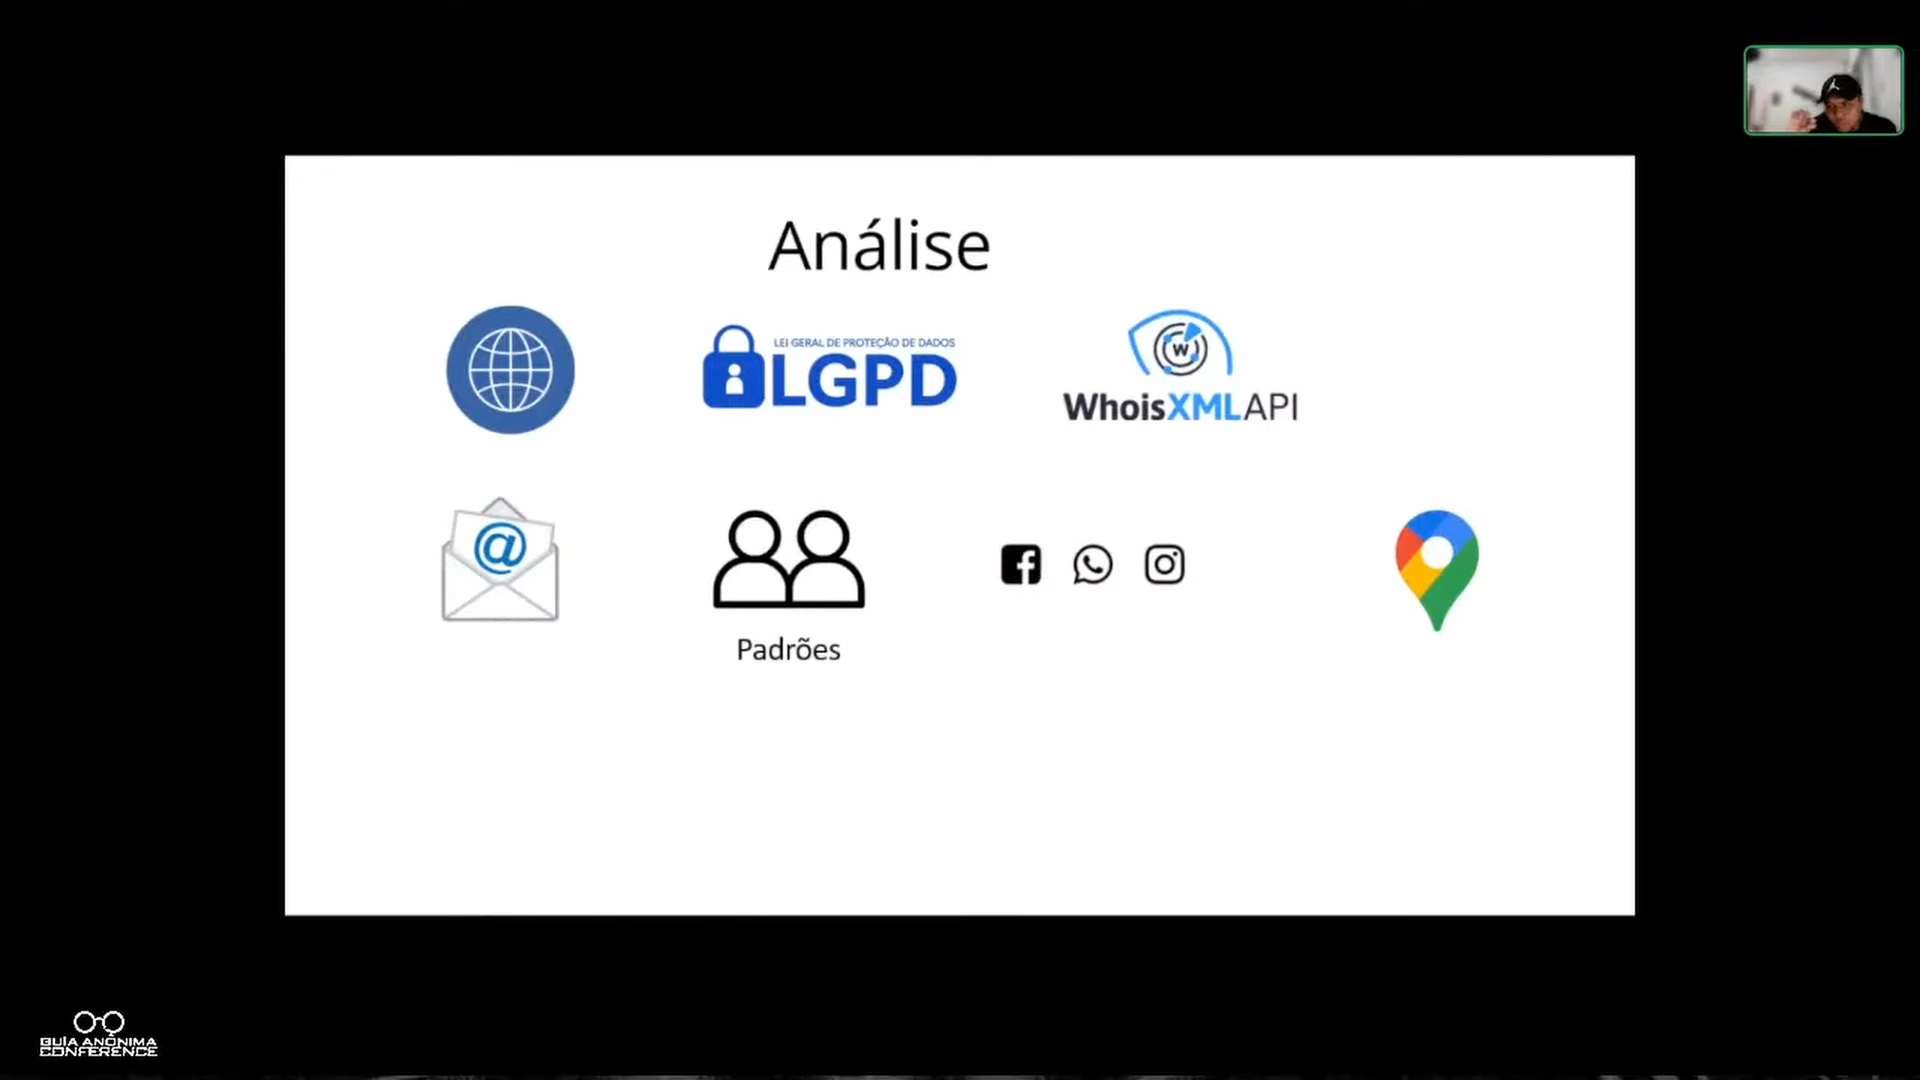 Análise
LEI GERAL DE PROTEÇÃO DE DADOS
LGPD
W
WhoisXMLAPI
@
Padrões
GUIA ANÔNIMA
CONFERENCE